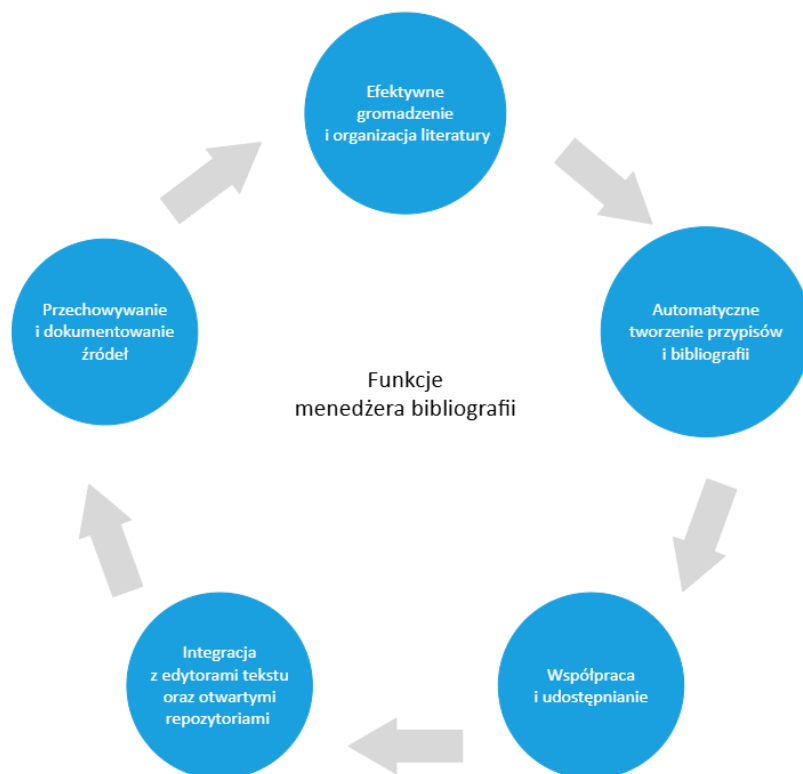 Efektywne
gromadzenie
i organizacja literatury
Automatyczne
tworzenie przypisów
i bibliografii
Współpraca
i udostępnianie
Integracja
z edytorami tekstu
oraz otwartymi
repozytoriami
Przechowywanie
i dokumentowanie
źródeł
Funkcje
menedżera bibliografii